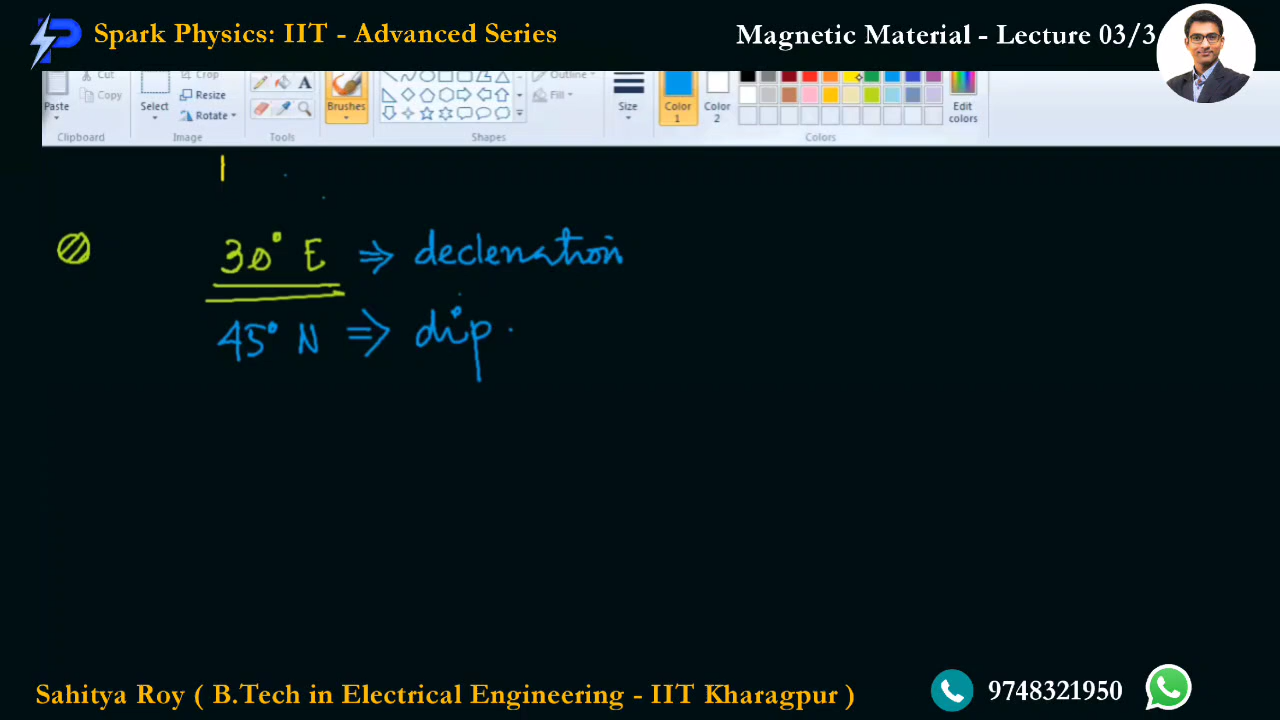 Spark Physics: IIT - Advanced Series
Magnetic Material - Lecture 03/3
Cut
Crop
Outline
Paste
Copy
Select
Resize
Rotate
A
Brushes
Fill
Size
Color 1
Color 2
Edit colors
Clipboard
Image
Tools
Shapes
Colors
30° E ⇒ declenation
45° N ⇒ dip .
Sahitya Roy ( B.Tech in Electrical Engineering - IIT Kharagpur )
9748321950